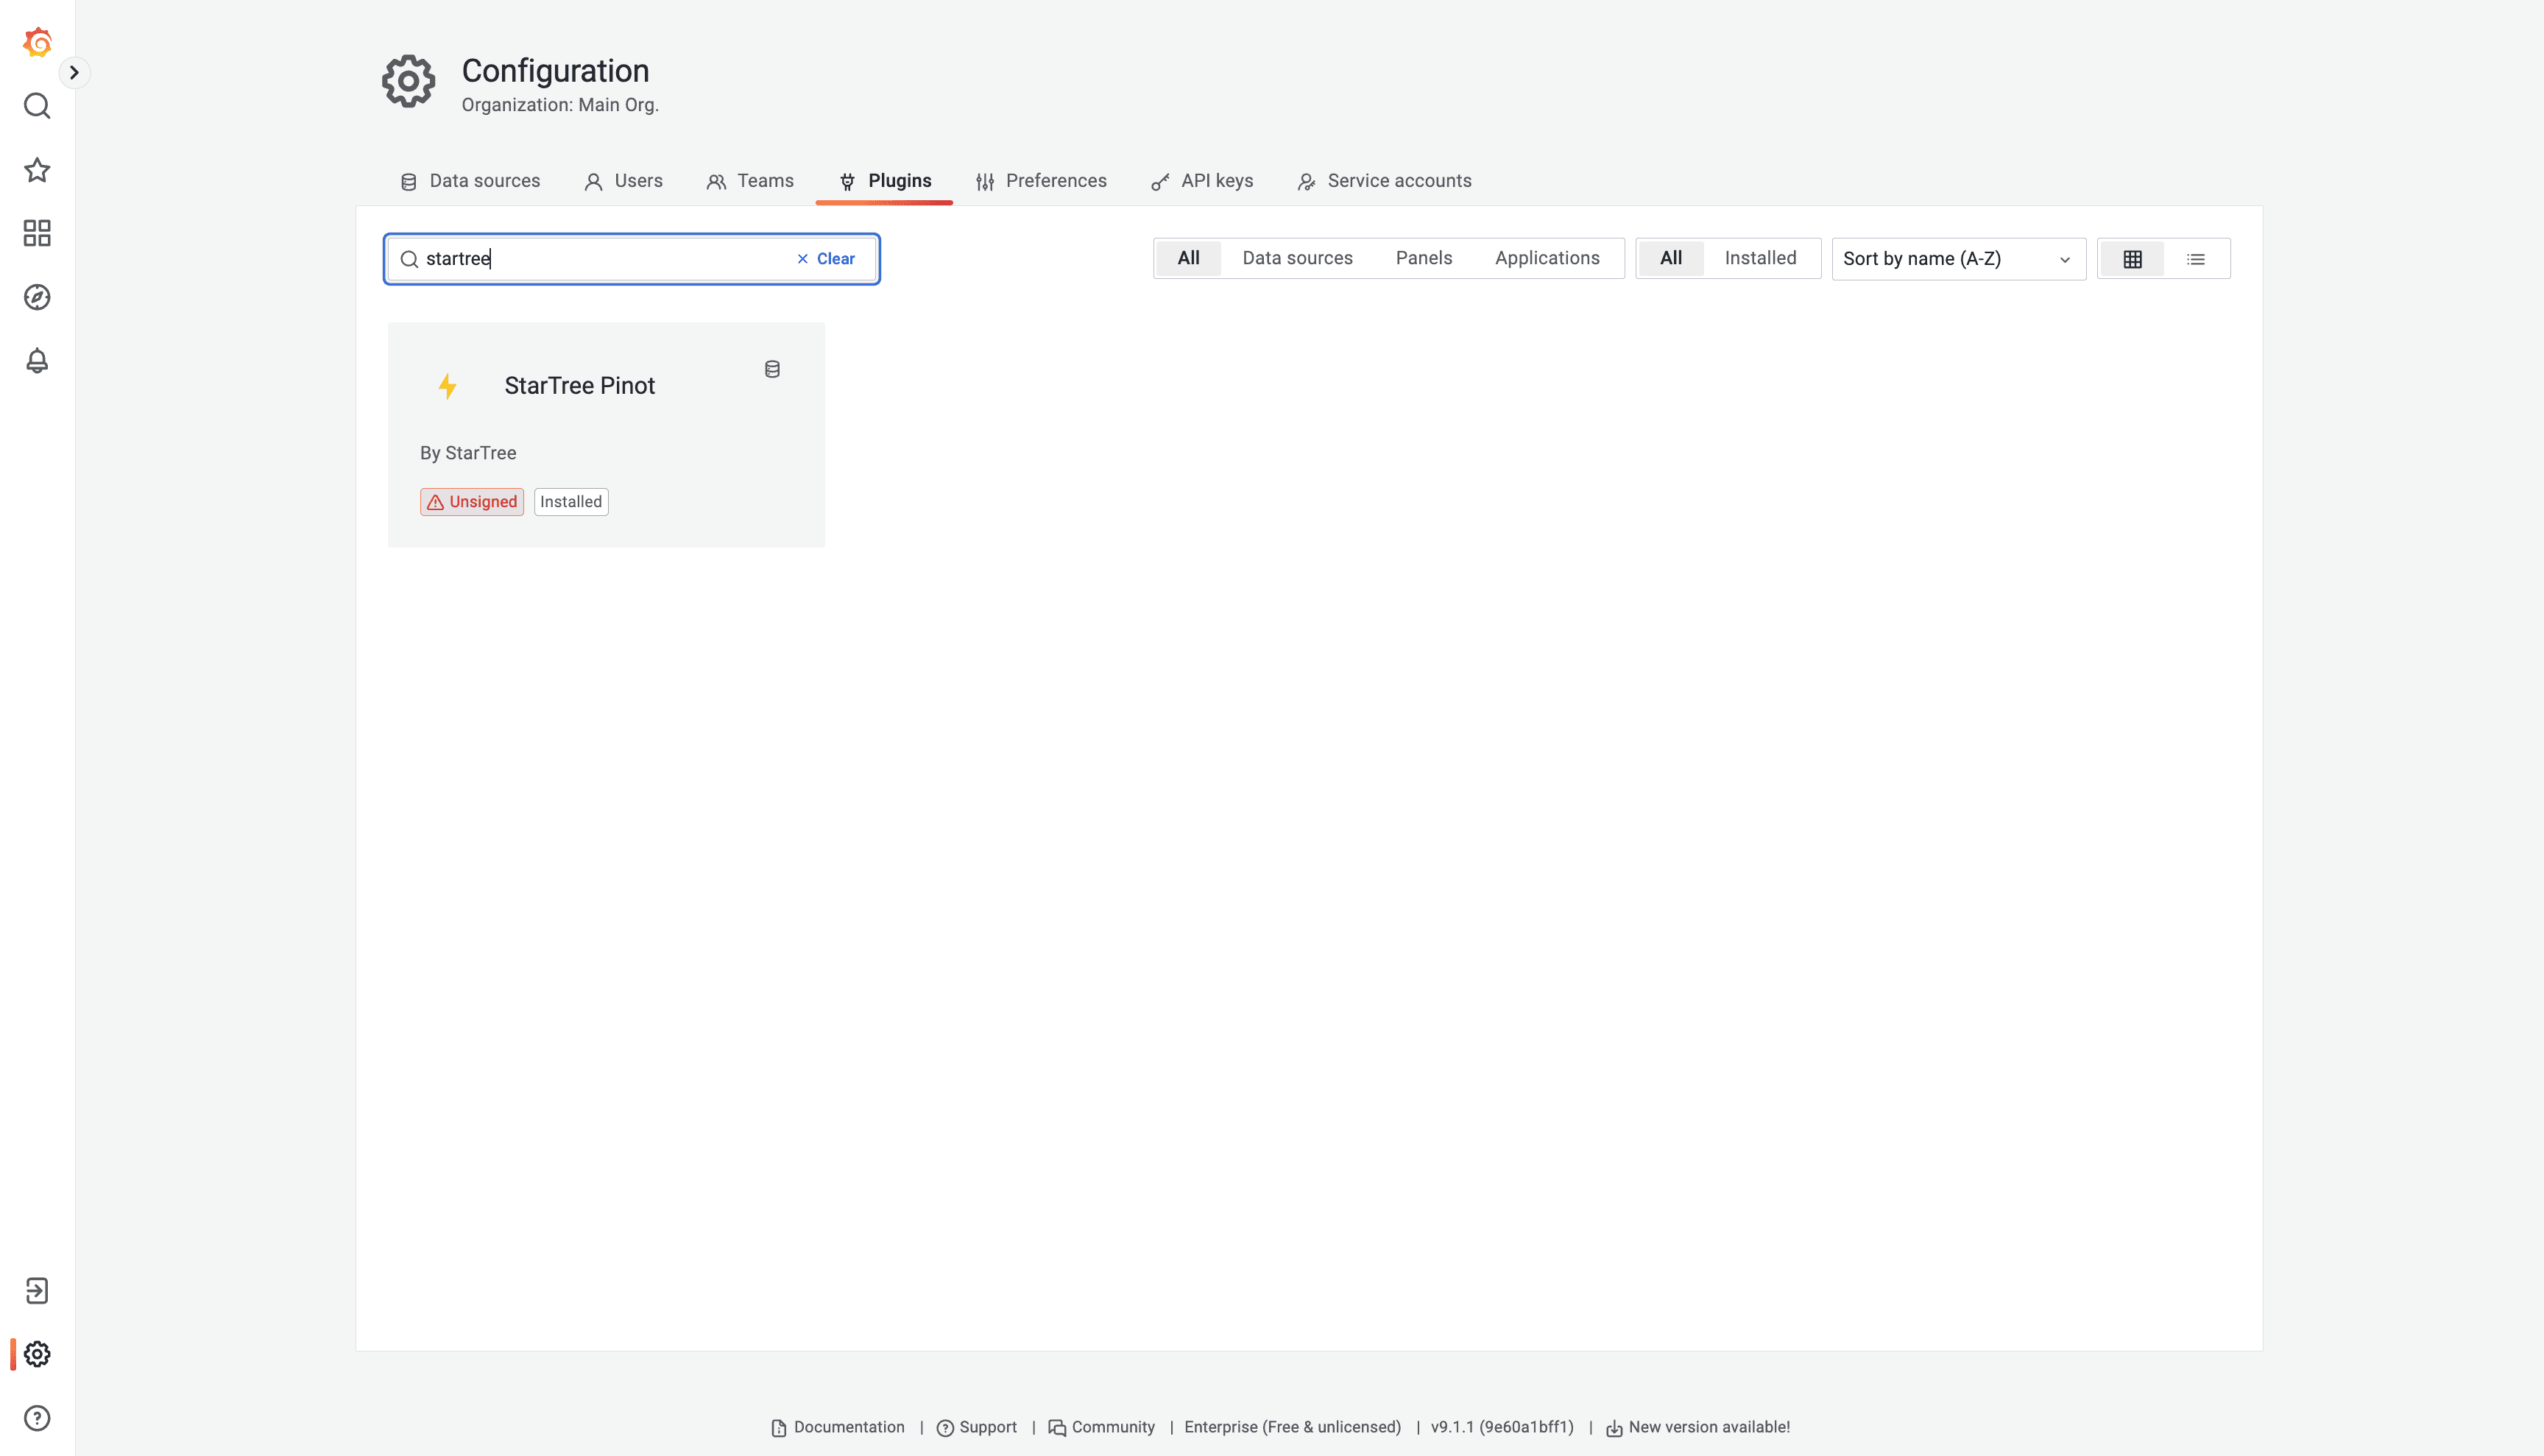 Configuration
Organization: Main Org.
Data sources Users Teams Plugins Preferences API keys Service accounts
startree Clear All Data sources Panels Applications All Installed Sort by name (A-Z)
StarTree Pinot
By StarTree
Unsigned Installed
Documentation | Support | Community | Enterprise (Free & unlicensed) | v9.1.1 (9e60a1bff1) | New version available!